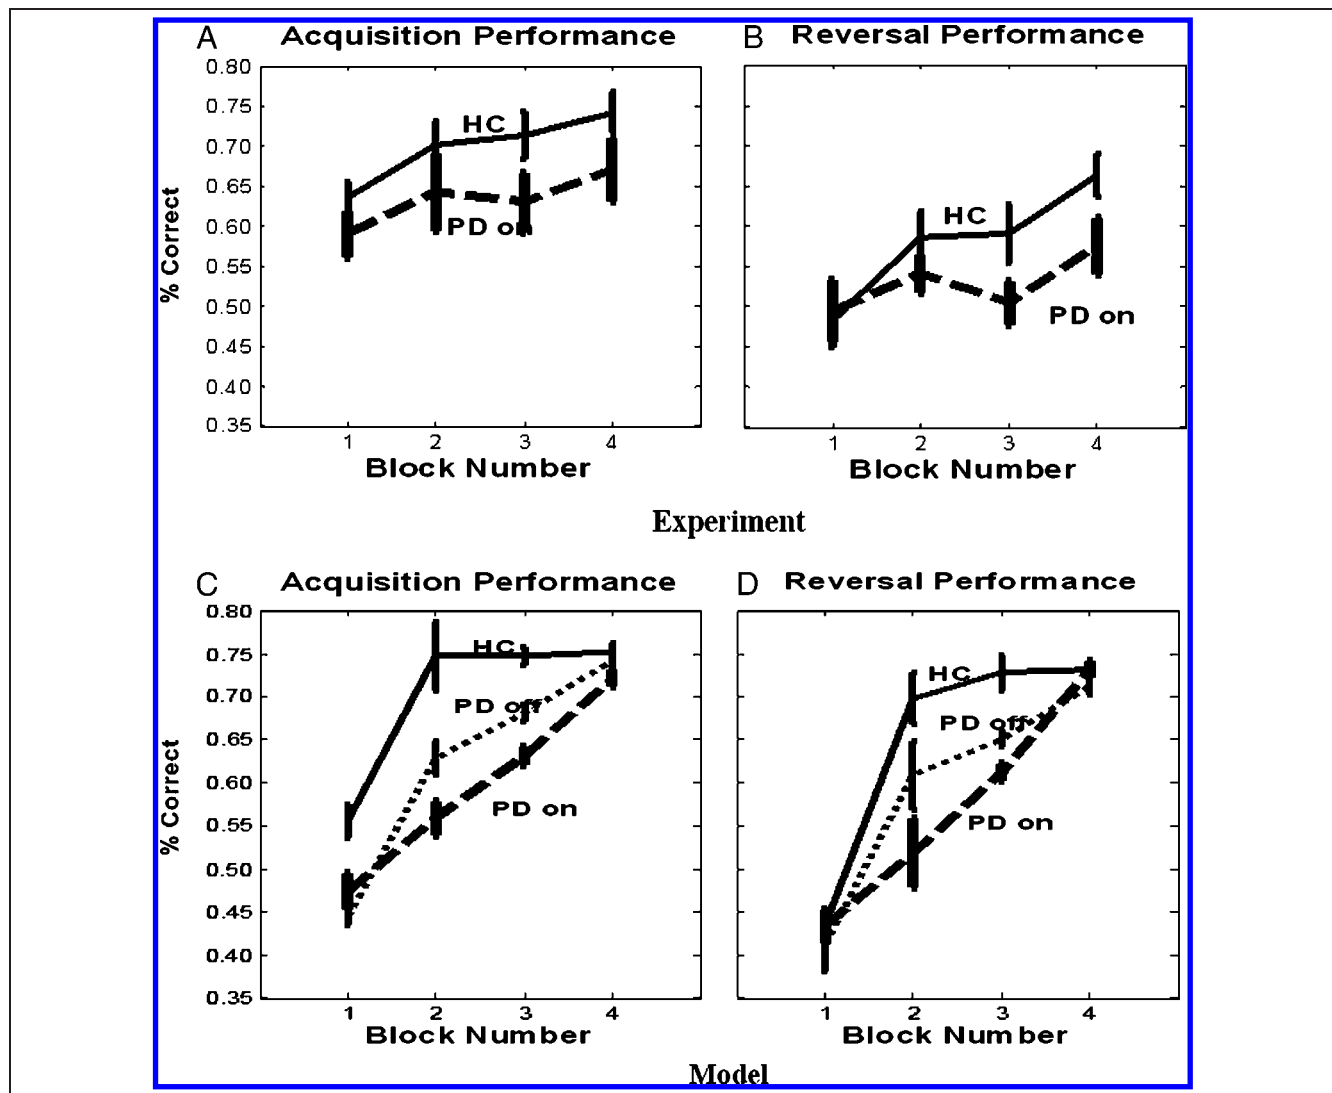 A Acquisition Performance
0.80
0.75
0.70
0.65
0.60
0.55
0.50
0.45
0.40
0.35
% Correct
HC
PD on
1 2 3 4
Block Number
B Reversal Performance
HC
PD on
1 2 3 4
Block Number
Experiment
C Acquisition Performance
0.80
0.75
0.70
0.65
0.60
0.55
0.50
0.45
0.40
0.35
% Correct
HC
PD off
PD on
1 2 3 4
Block Number
D Reversal Performance
HC
PD off
PD on
1 2 3 4
Block Number
Model